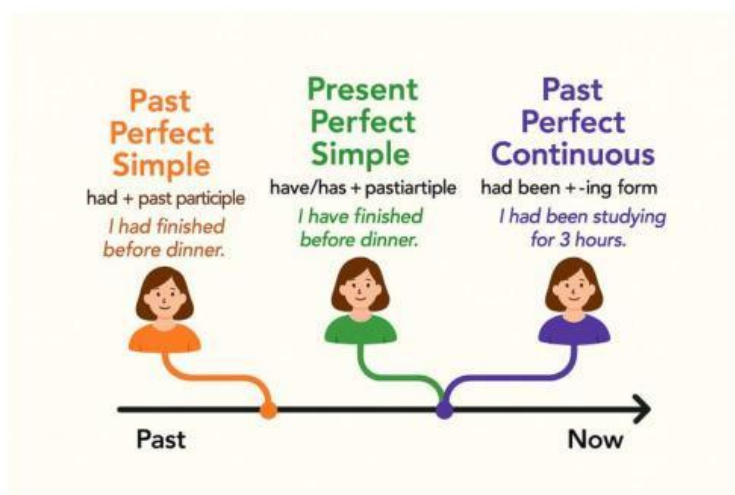 Past
Perfect
Simple
had + past participle
I had finished
before dinner.
Present
Perfect
Simple
have/has + pastiartiple
I have finished
before dinner.
Past
Perfect
Continuous
had been + -ing form
I had been studying
for 3 hours.
Past
Now